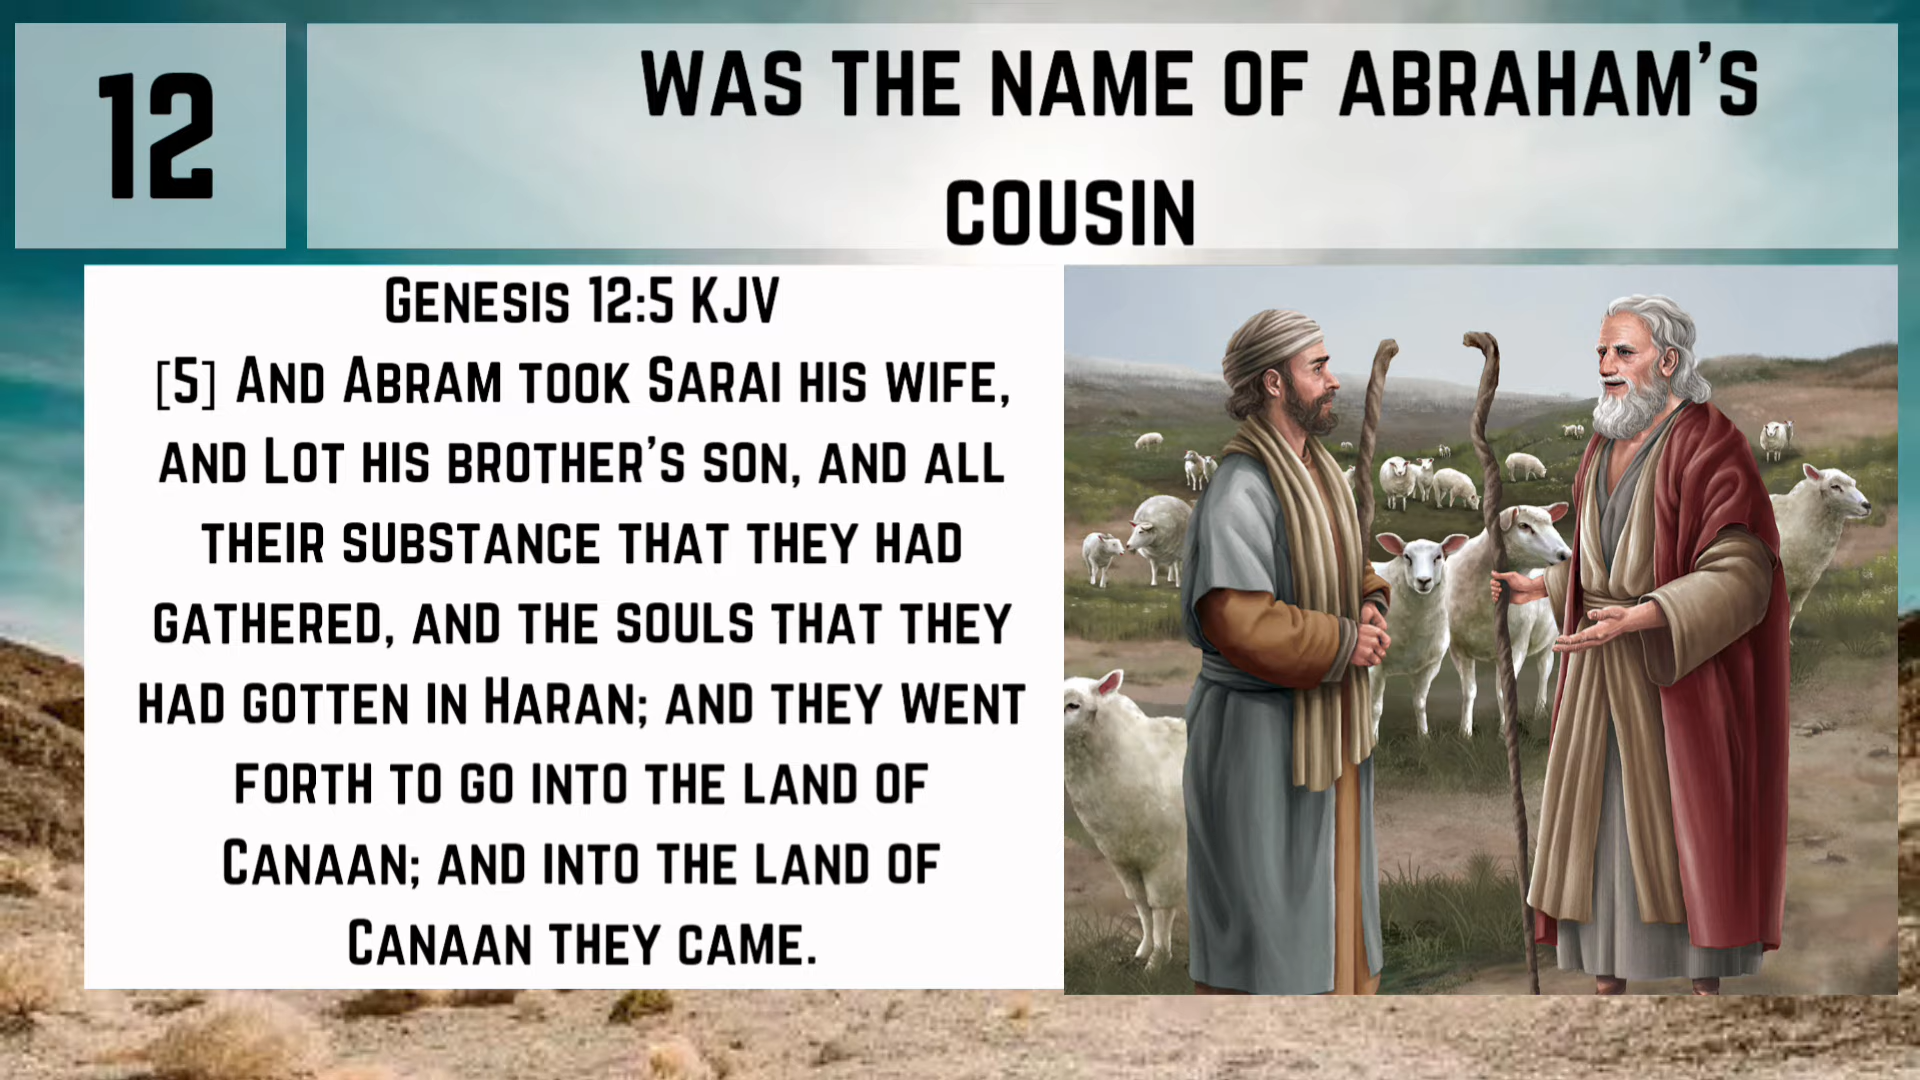 12
WAS THE NAME OF ABRAHAM'S
COUSIN
GENESIS 12:5 KJV
[5] AND ABRAM TOOK SARAI HIS WIFE,
AND LOT HIS BROTHER'S SON, AND ALL
THEIR SUBSTANCE THAT THEY HAD
GATHERED, AND THE SOULS THAT THEY
HAD GOTTEN IN HARAN; AND THEY WENT
FORTH TO GO INTO THE LAND OF
CANAAN; AND INTO THE LAND OF
CANAAN THEY CAME.